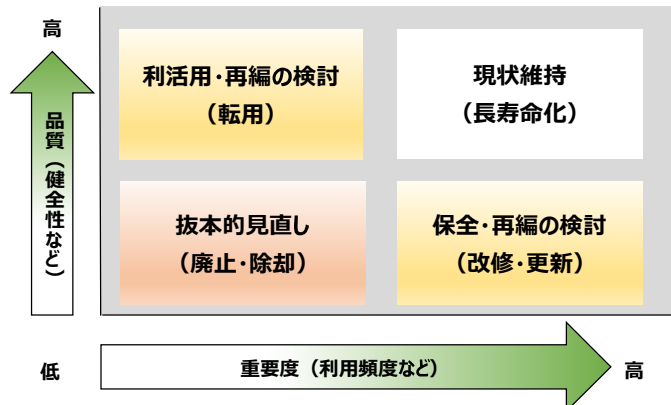 高
利活用・再編の検討
（転用）
現状維持
（長寿命化）
品質（健全性など）
抜本的見直し
（廃止・除却）
保全・再編の検討
（改修・更新）
低
重要度（利用頻度など）
高